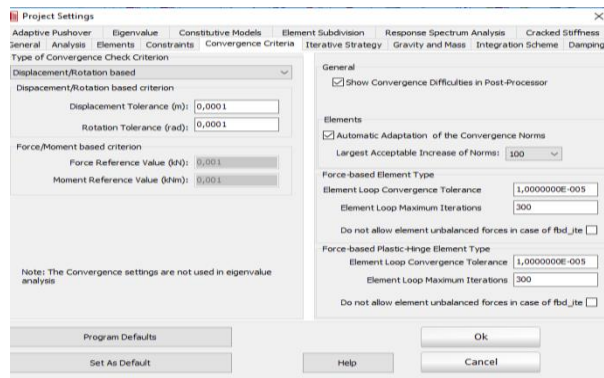 Project Settings
Adaptive Pushover Eigenvalue Constitutive Models Element Subdivision Response Spectrum Analysis Cracked Stiffness
General Analysis Elements Constraints Convergence Criteria Iterative Strategy Gravity and Mass Integration Scheme Damping
Type of Convergence Check Criterion
Displacement/Rotation based
Dispacement/Rotation based criterion
Displacement Tolerance (m): 0,0001
Rotation Tolerance (rad): 0,0001
Force/Moment based criterion
Force Reference Value (kN): 0,001
Moment Reference Value (kNm): 0,001
Note: The Convergence settings are not used in eigenvalue
analysis
General
Show Convergence Difficulties in Post-Processor
Elements
Automatic Adaptation of the Convergence Norms
Largest Acceptable Increase of Norms: 100
Force-based Element Type
Element Loop Convergence Tolerance 1,0000000E-005
Element Loop Maximum Iterations 300
Do not allow element unbalanced forces in case of fbd_ite
Force-based Plastic-Hinge Element Type
Element Loop Convergence Tolerance 1,0000000E-005
Element Loop Maximum Iterations 300
Do not allow element unbalanced forces in case of fbd_ite
Program Defaults Ok
Set As Default Help Cancel